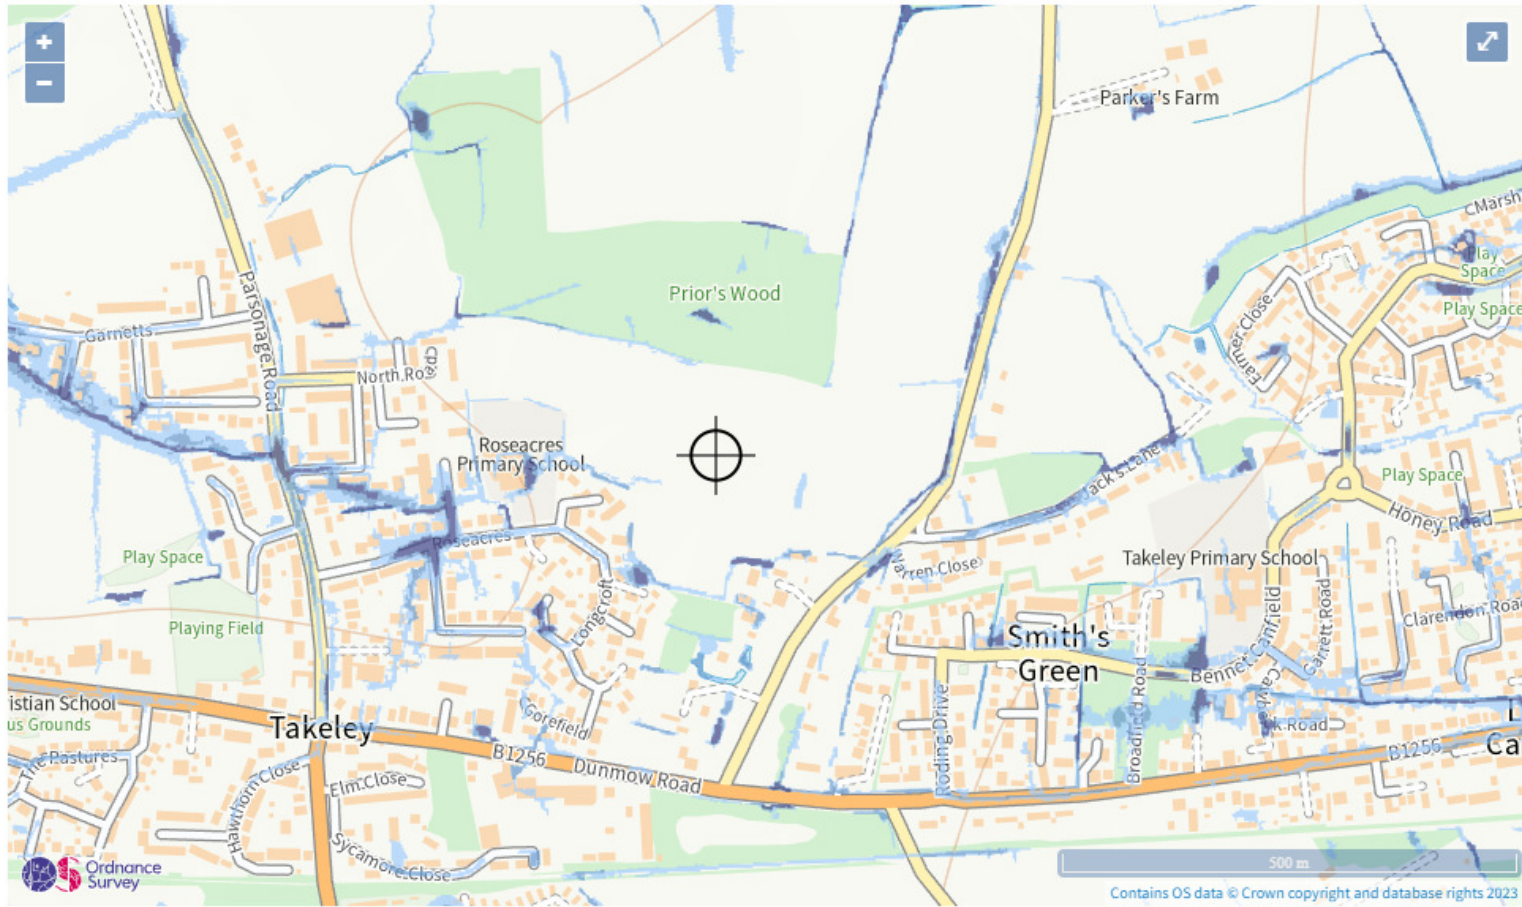 +
−
Parker's Farm
CMarsh
Play
Space
Play Space
Prior's Wood
Parsonage Road
Garnetts
North Ro
Farmer Close
Roseacres
Primary School
Jack's Lane
Play Space
Honey Road
Roseacres
Play Space
Warren Close
Takeley Primary School
Longcroft
Playing Field
Smith's
Green
Garrett Road
Clarendon Road
Bennet Canfield
istian School
us Grounds
Takeley
Gorefield
Roding Drive
Broadfield Road
k Road
B1256
Ca
The Pastures
B1256
Dunmow Road
Hawthorn Close
Elm Close
Sycamore Close
Ordnance
Survey
500 m
Contains OS data © Crown copyright and database rights 2023